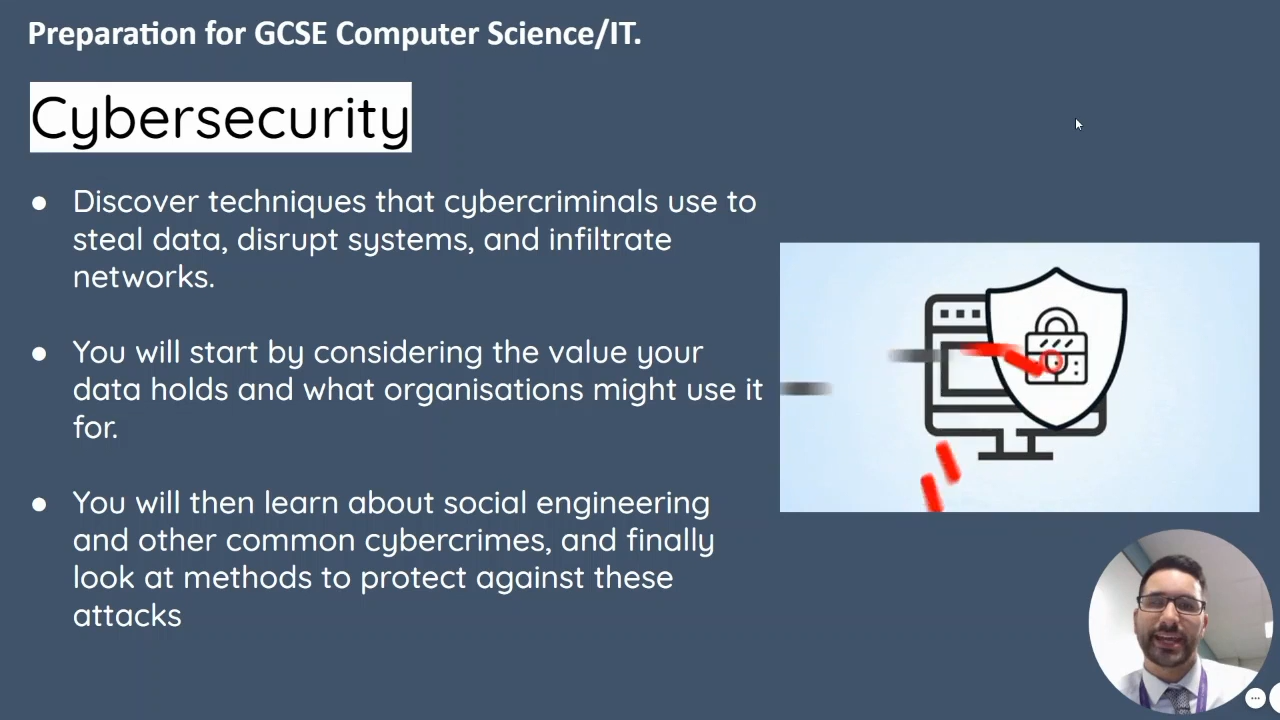 Preparation for GCSE Computer Science/IT.
Cybersecurity
● Discover techniques that cybercriminals use to
steal data, disrupt systems, and infiltrate
networks.
● You will start by considering the value your
data holds and what organisations might use it
for.
● You will then learn about social engineering
and other common cybercrimes, and finally
look at methods to protect against these
attacks